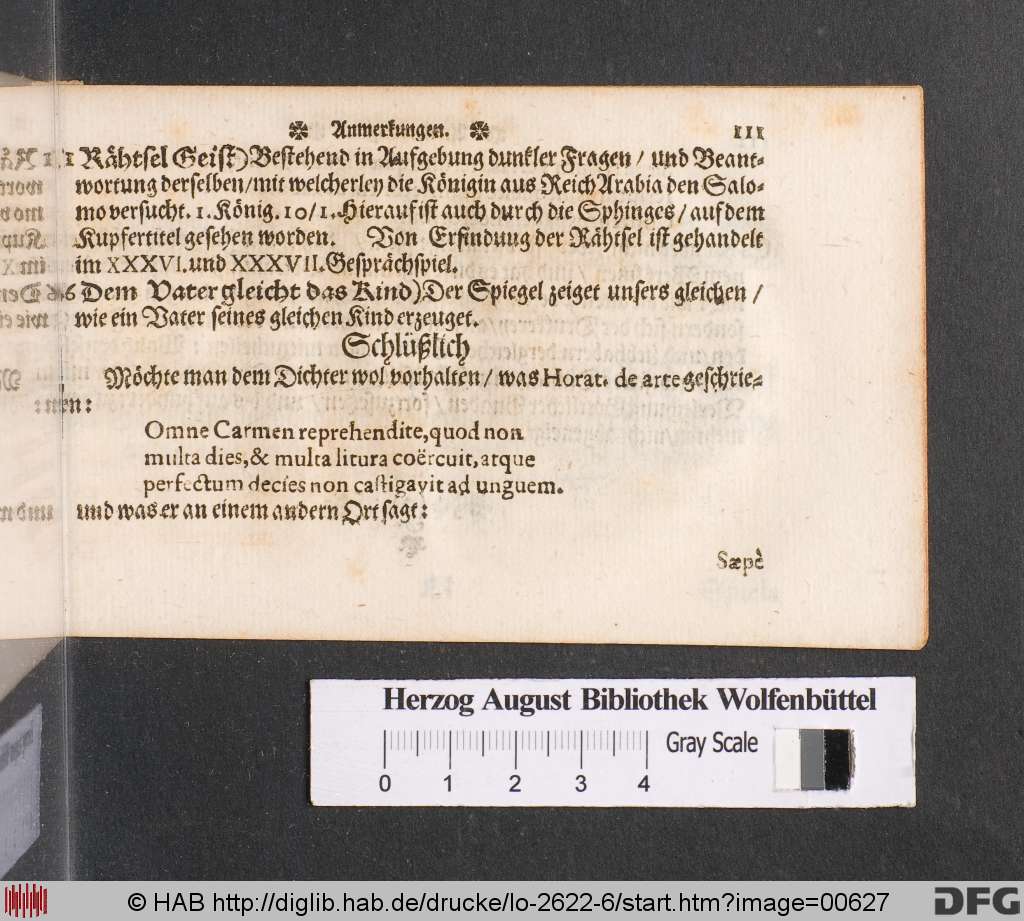 Anmerkungen. III
1 Rähtsel Geist) Bestehend in Aufgebung dunkler Fragen / und Beant-
wortung derselben / mit welcherley die Königin aus Reich Arabia den Salo-
mo versucht. 1. König. 10/1. Hierauf ist auch durch die Sphinges / auf dem
Kupfertitel gesehen worden. Von Erfindung der Rähtsel ist gehandelt
im XXXVI. und XXXVII. Gesprächspiel.
6 Dem Vater gleicht das Kind) Der Spiegel zeiget unsers gleichen /
wie ein Vater seines gleichen Kind erzeuget.
Schlüßlich
Möchte man dem Dichter wol vorhalten / was Horat. de arte geschrie-
nen:
Omne Carmen reprehendite, quod non
multa dies, & multa litura coërcuit, atque
perfectum decies non castigavit ad unguem.
und was er an einem andern Ort sagt:
Sæpè
Herzog August Bibliothek Wolfenbüttel
Gray Scale
0 1 2 3 4
© HAB http://diglib.hab.de/drucke/lo-2622-6/start.htm?image=00627
DFG